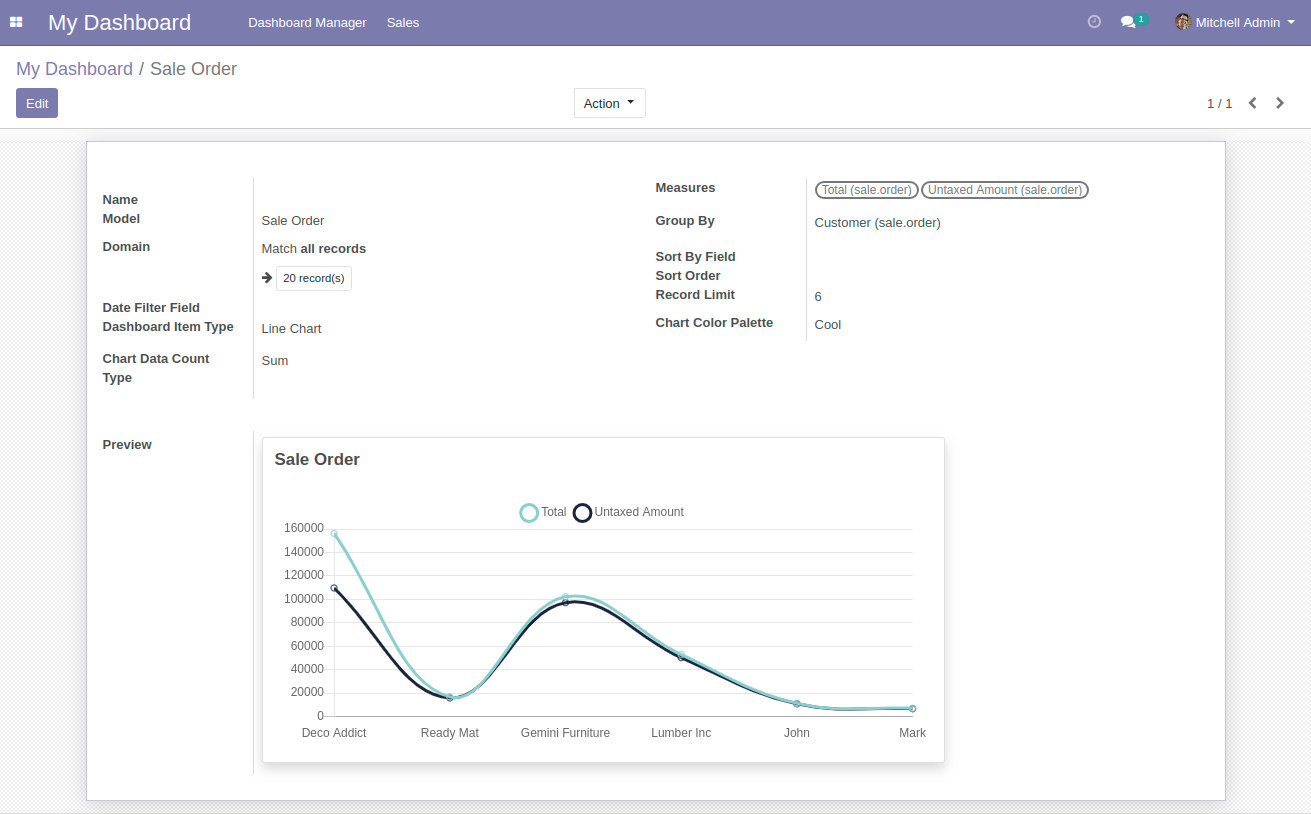 My Dashboard
Dashboard Manager
Sales
1
Mitchell Admin
My Dashboard / Sale Order
Edit
Action
1 / 1
Name
Model
Sale Order
Domain
Match all records
20 record(s)
Date Filter Field
Dashboard Item Type
Line Chart
Chart Data Count
Type
Sum
Measures
Total (sale.order)
Untaxed Amount (sale.order)
Group By
Customer (sale.order)
Sort By Field
Sort Order
Record Limit
6
Chart Color Palette
Cool
Preview
Sale Order
Total
Untaxed Amount
160000
140000
120000
100000
80000
60000
40000
20000
0
Deco Addict
Ready Mat
Gemini Furniture
Lumber Inc
John
Mark